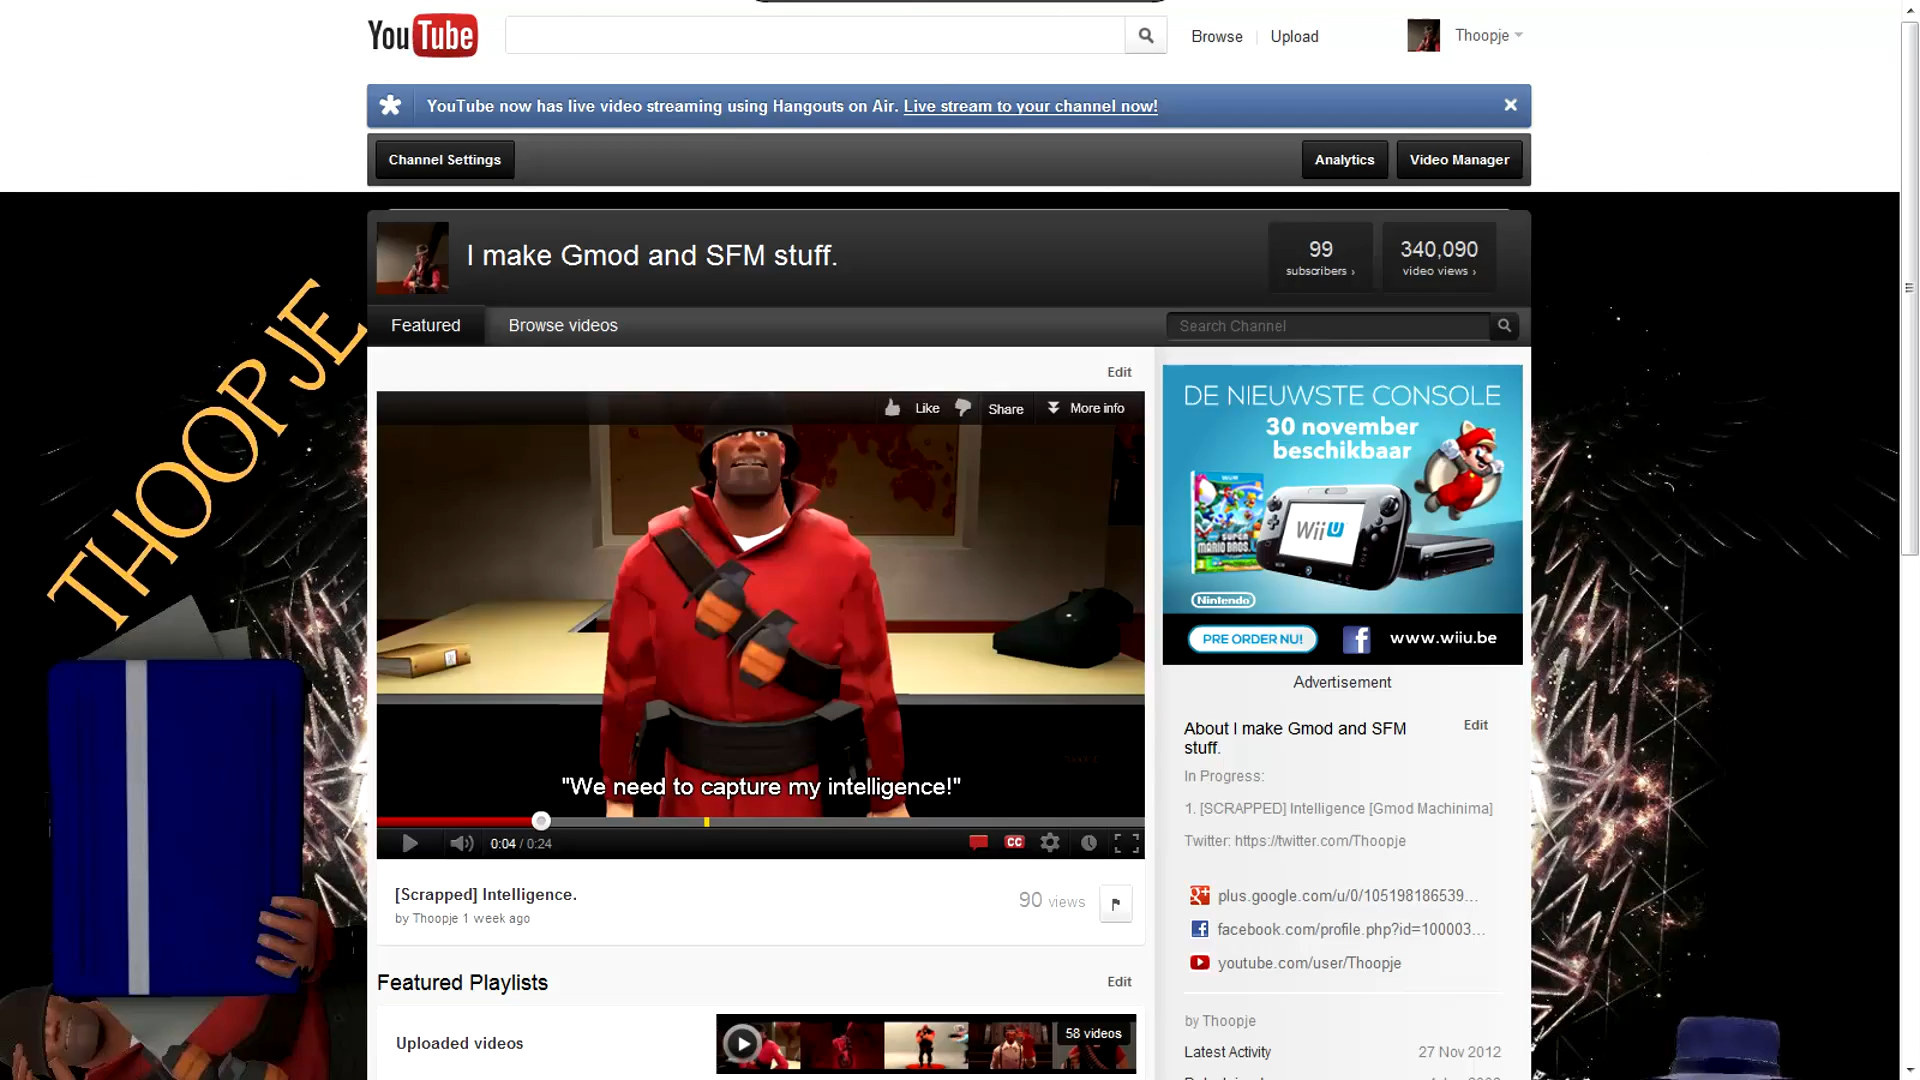 YouTube
Browse
Upload
Thoopje
YouTube now has live video streaming using Hangouts on Air. Live stream to your channel now!
Channel Settings
Analytics
Video Manager
I make Gmod and SFM stuff.
99
subscribers ›
340,090
video views ›
Featured
Browse videos
Search Channel
THOOPJE
Edit
Like
Share
More info
"We need to capture my intelligence!"
0:04 / 0:24
CC
[Scrapped] Intelligence.
by Thoopje 1 week ago
90 views
Featured Playlists
Edit
Uploaded videos
58 videos
DE NIEUWSTE CONSOLE
30 november
beschikbaar
Wii U
SUPER
MARIO BROS.
Nintendo
PRE ORDER NU!
www.wiiu.be
Advertisement
About I make Gmod and SFM
stuff.
Edit
In Progress:
1. [SCRAPPED] Intelligence [Gmod Machinima]
Twitter: https://twitter.com/Thoopje
plus.google.com/u/0/105198186539...
facebook.com/profile.php?id=100003...
youtube.com/user/Thoopje
by Thoopje
Latest Activity
27 Nov 2012